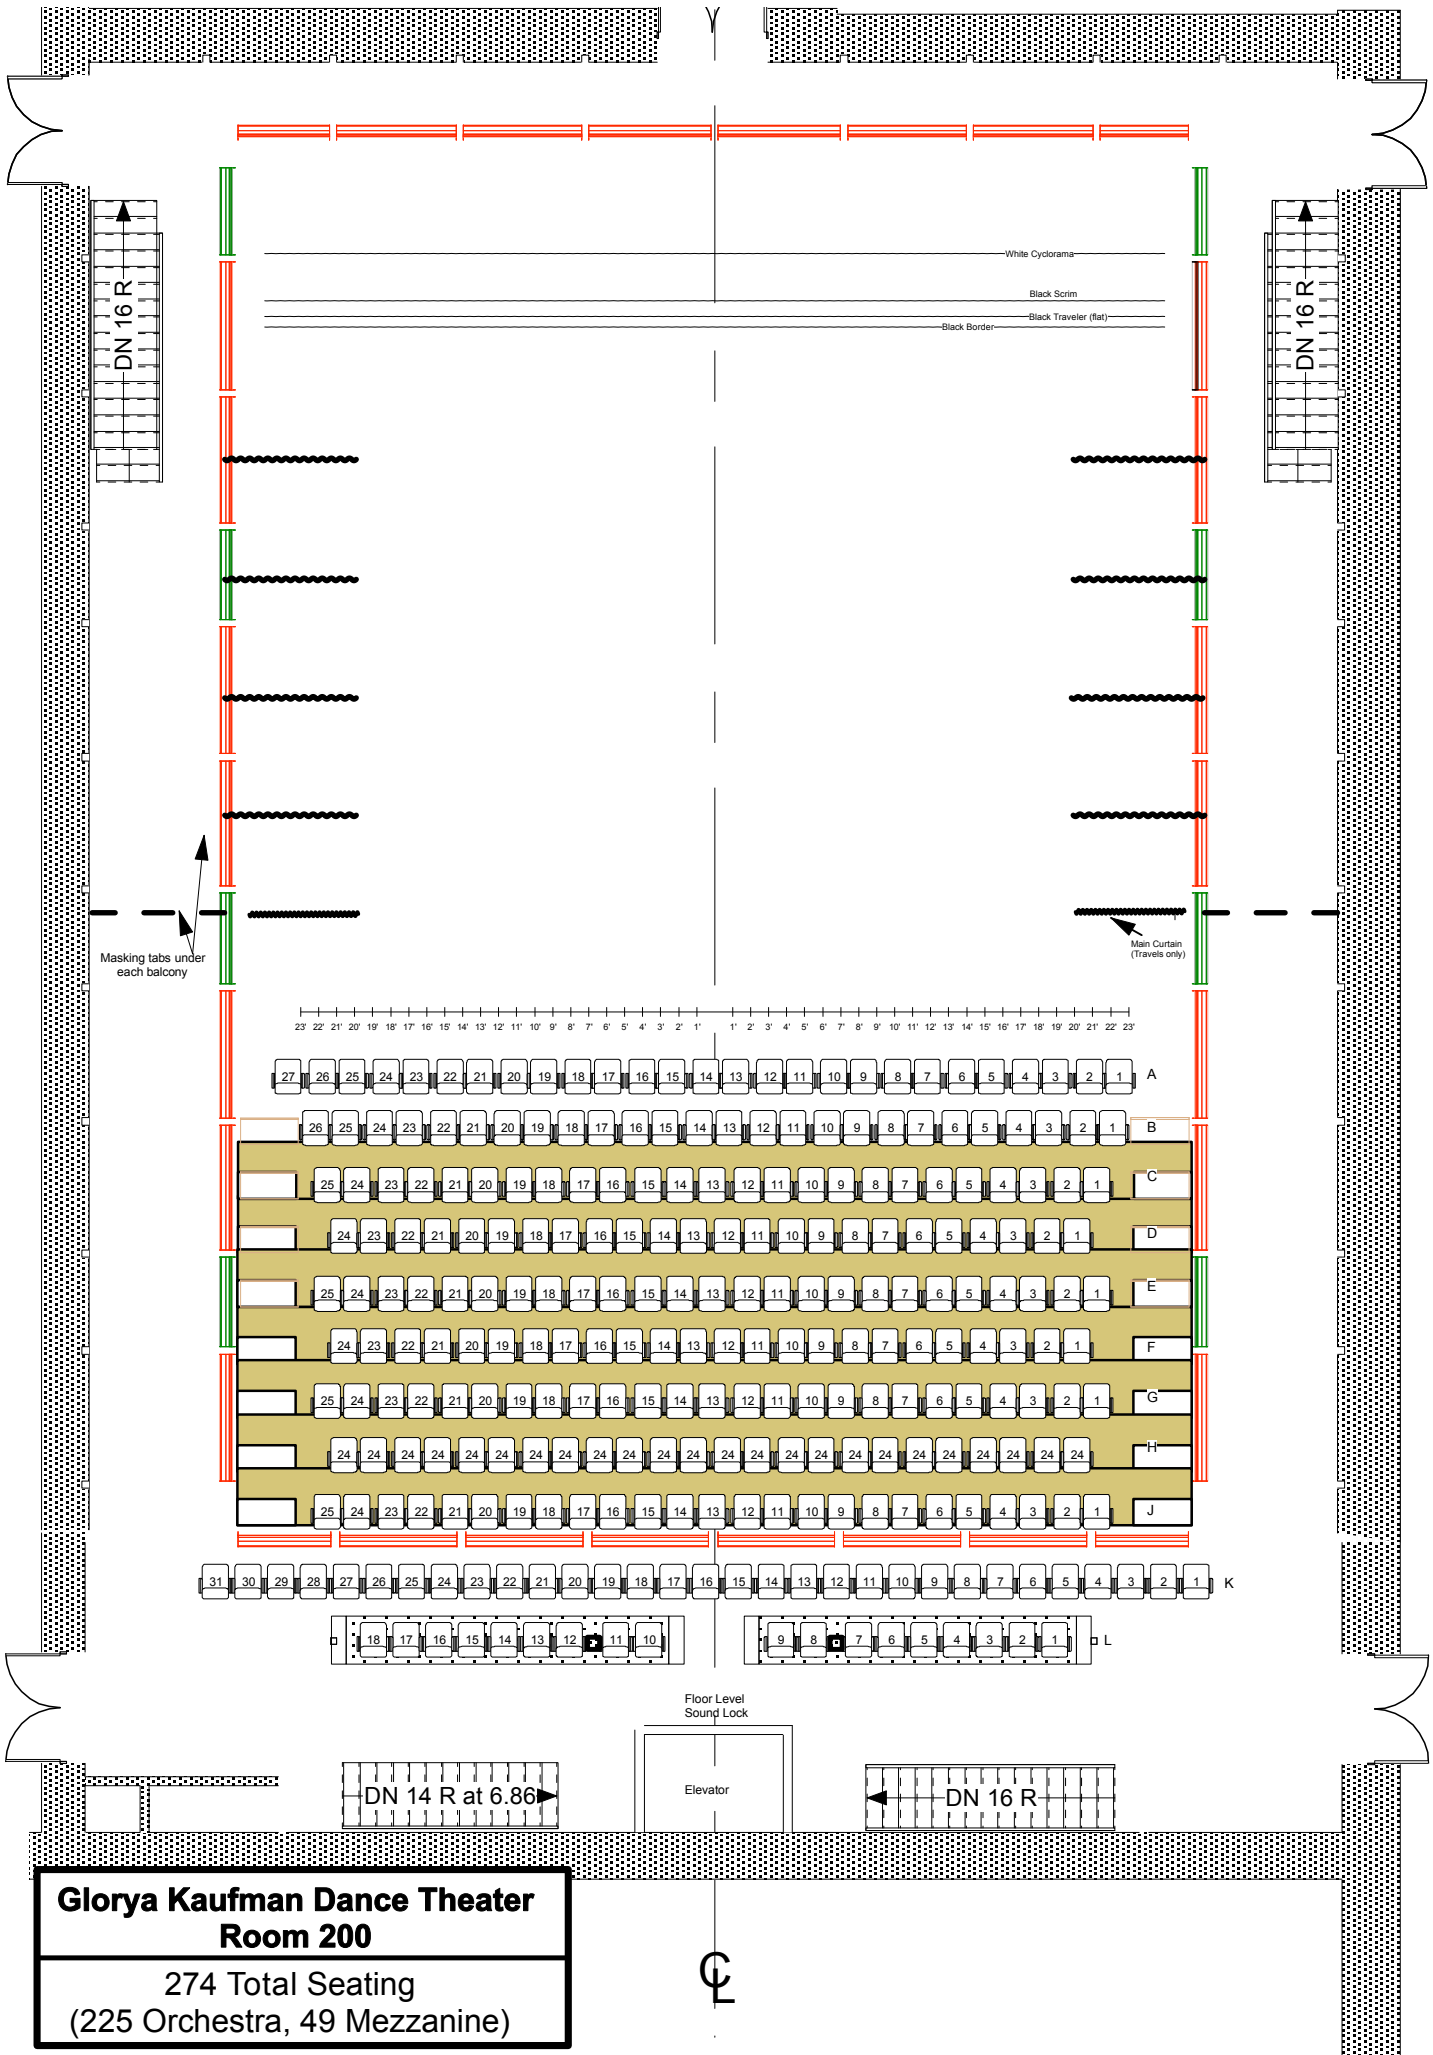 DN 16 R
DN 16 R
White Cyclorama
Black Scrim
Black Traveler (flat)
Black Border
Masking tabs under
each balcony
Main Curtain
(Travels only)
23' 22' 21' 20' 19' 18' 17' 16' 15' 14' 13' 12' 11' 10' 9' 8' 7' 6' 5' 4' 3' 2' 1' 1' 2' 3' 4' 5' 6' 7' 8' 9' 10' 11' 12' 13' 14' 15' 16' 17' 18' 19' 20' 21' 22' 23'
27 26 25 24 23 22 21 20 19 18 17 16 15 14 13 12 11 10 9 8 7 6 5 4 3 2 1 A
26 25 24 23 22 21 20 19 18 17 16 15 14 13 12 11 10 9 8 7 6 5 4 3 2 1 B
25 24 23 22 21 20 19 18 17 16 15 14 13 12 11 10 9 8 7 6 5 4 3 2 1 C
24 23 22 21 20 19 18 17 16 15 14 13 12 11 10 9 8 7 6 5 4 3 2 1 D
25 24 23 22 21 20 19 18 17 16 15 14 13 12 11 10 9 8 7 6 5 4 3 2 1 E
24 23 22 21 20 19 18 17 16 15 14 13 12 11 10 9 8 7 6 5 4 3 2 1 F
25 24 23 22 21 20 19 18 17 16 15 14 13 12 11 10 9 8 7 6 5 4 3 2 1 G
24 24 24 24 24 24 24 24 24 24 24 24 24 24 24 24 24 24 24 24 24 24 24 24 H
25 24 23 22 21 20 19 18 17 16 15 14 13 12 11 10 9 8 7 6 5 4 3 2 1 J
31 30 29 28 27 26 25 24 23 22 21 20 19 18 17 16 15 14 13 12 11 10 9 8 7 6 5 4 3 2 1 K
18 17 16 15 14 13 12 11 10 9 8 7 6 5 4 3 2 1 L
Floor Level
Sound Lock
Elevator
DN 14 R at 6.86
DN 16 R
Glorya Kaufman Dance Theater
Room 200
274 Total Seating
(225 Orchestra, 49 Mezzanine)
CL